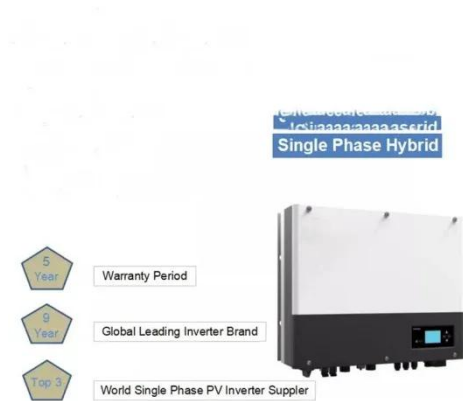 Single Phase Hybrid
5
Year
Warranty Period
9
Year
Global Leading Inverter Brand
Top 3
World Single Phase PV Inverter Suppler